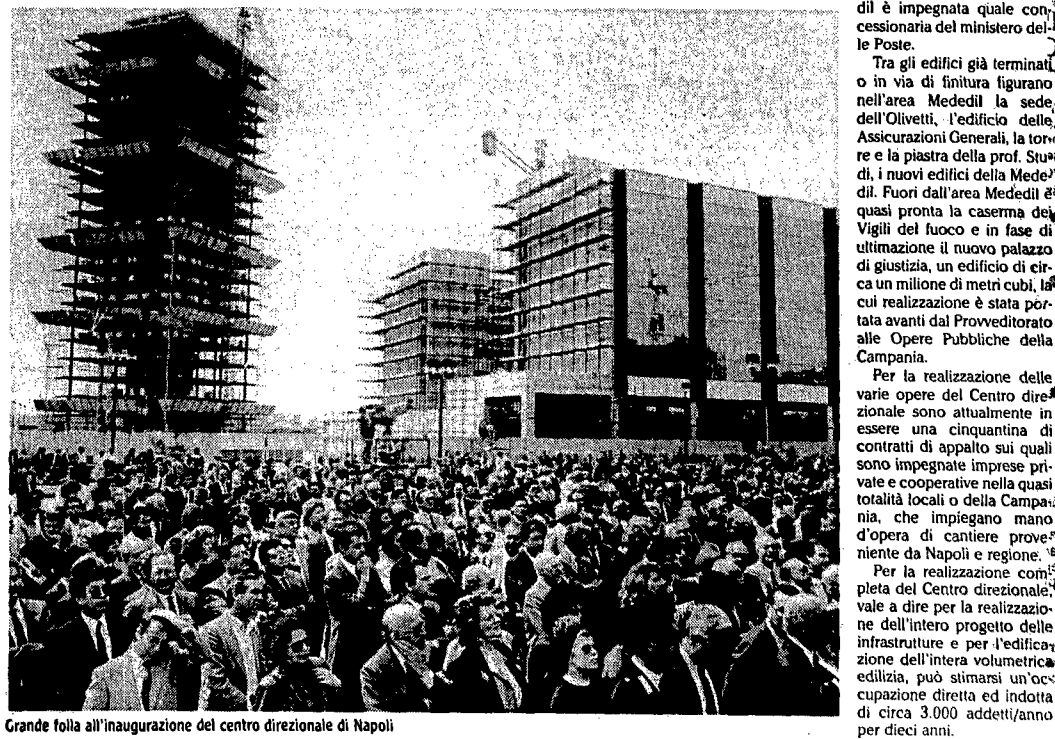 dil è impegnata quale con-
cessionaria del ministero del-
le Poste.
Tra gli edifici già terminati
o in via di finitura figurano
nell'area Mededil la sede
dell'Olivetti, l'edificio delle
Assicurazioni Generali, la tor-
re e la piastra della prof. Stu-
di, i nuovi edifici della Mede-
dil. Fuori dall'area Mededil è
quasi pronta la caserma dei
Vigili del fuoco e in fase di
ultimazione il nuovo palazzo
di giustizia, un edificio di cir-
ca un milione di metri cubi, la
cui realizzazione è stata por-
tata avanti dal Provveditorato
alle Opere Pubbliche della
Campania.
Per la realizzazione delle
varie opere del Centro dire-
zionale sono attualmente in
essere una cinquantina di
contratti di appalto sui quali
sono impegnate imprese pri-
vate e cooperative nella quasi
totalità locali o della Campa-
nia, che impiegano mano
d'opera di cantiere prove-
niente da Napoli e regione.
Per la realizzazione com-
pleta del Centro direzionale,
vale a dire per la realizzazio-
ne dell'intero progetto delle
infrastrutture e per l'edifica-
zione dell'intera volumetrica
edilizia, può stimarsi un'oc-
cupazione diretta ed indotta
di circa 3.000 addetti/anno
per dieci anni.
Grande folla all'inaugurazione del centro direzionale di Napoli